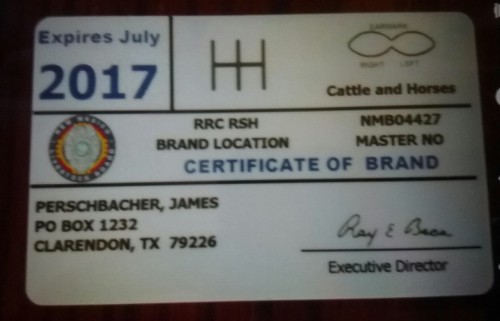 Expires July
2017
EARMARK
RIGHT LEFT
Cattle and Horses
RRC RSH
BRAND LOCATION
NMB04427
MASTER NO
CERTIFICATE OF BRAND
PERSCHBACHER, JAMES
PO BOX 1232
CLARENDON, TX 79226
Ray E
Executive Director